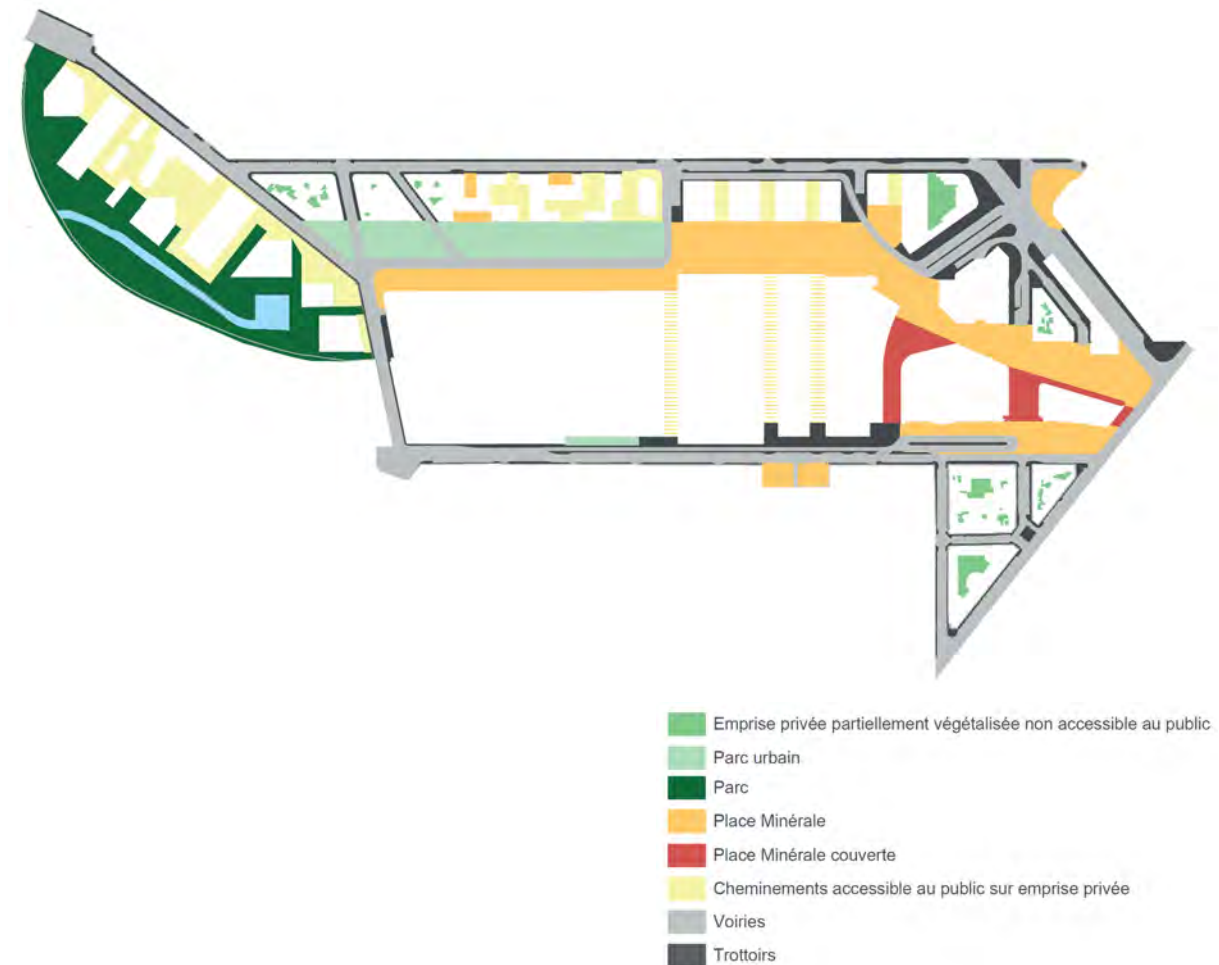 Emprise privée partiellement végétalisée non accessible au public
Parc urbain
Parc
Place Minérale
Place Minérale couverte
Cheminements accessible au public sur emprise privée
Voiries
Trottoirs